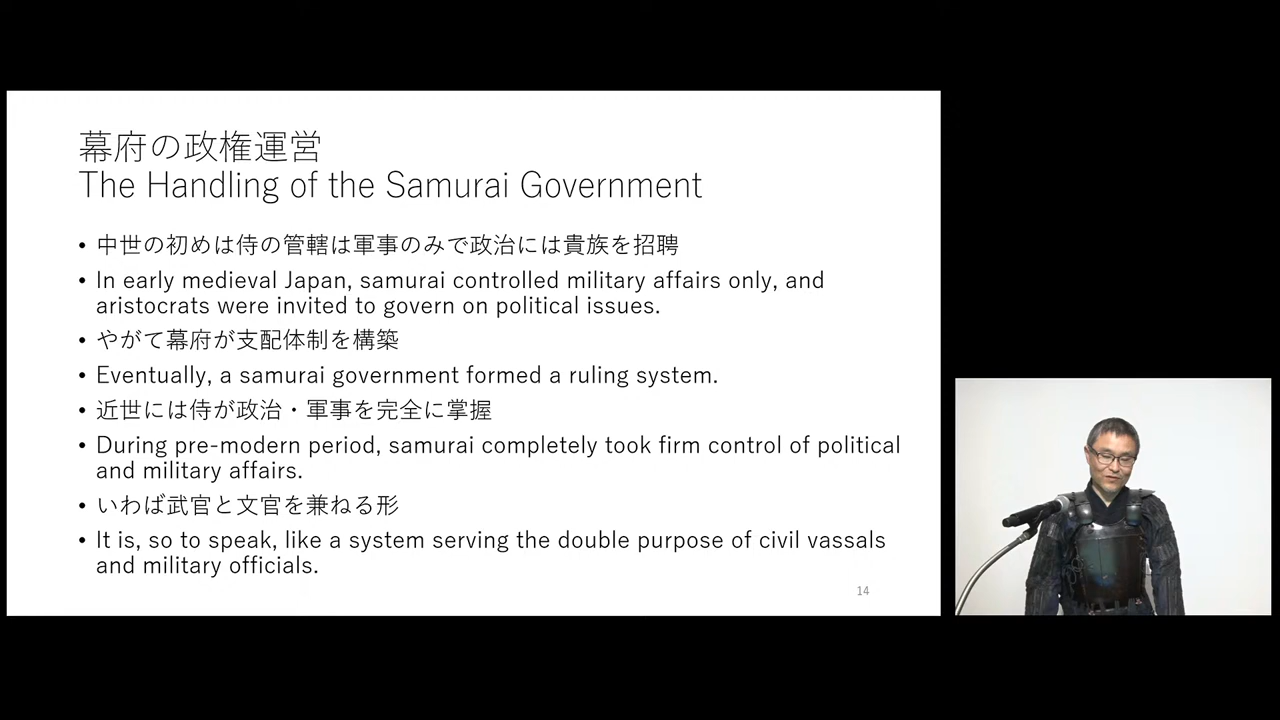 幕府の政権運営
The Handling of the Samurai Government
• 中世の初めは侍の管轄は軍事のみで政治には貴族を招聘
• In early medieval Japan, samurai controlled military affairs only, and
aristocrats were invited to govern on political issues.
• やがて幕府が支配体制を構築
• Eventually, a samurai government formed a ruling system.
• 近世には侍が政治・軍事を完全に掌握
• During pre-modern period, samurai completely took firm control of political
and military affairs.
• いわば武官と文官を兼ねる形
• It is, so to speak, like a system serving the double purpose of civil vassals
and military officials.
14